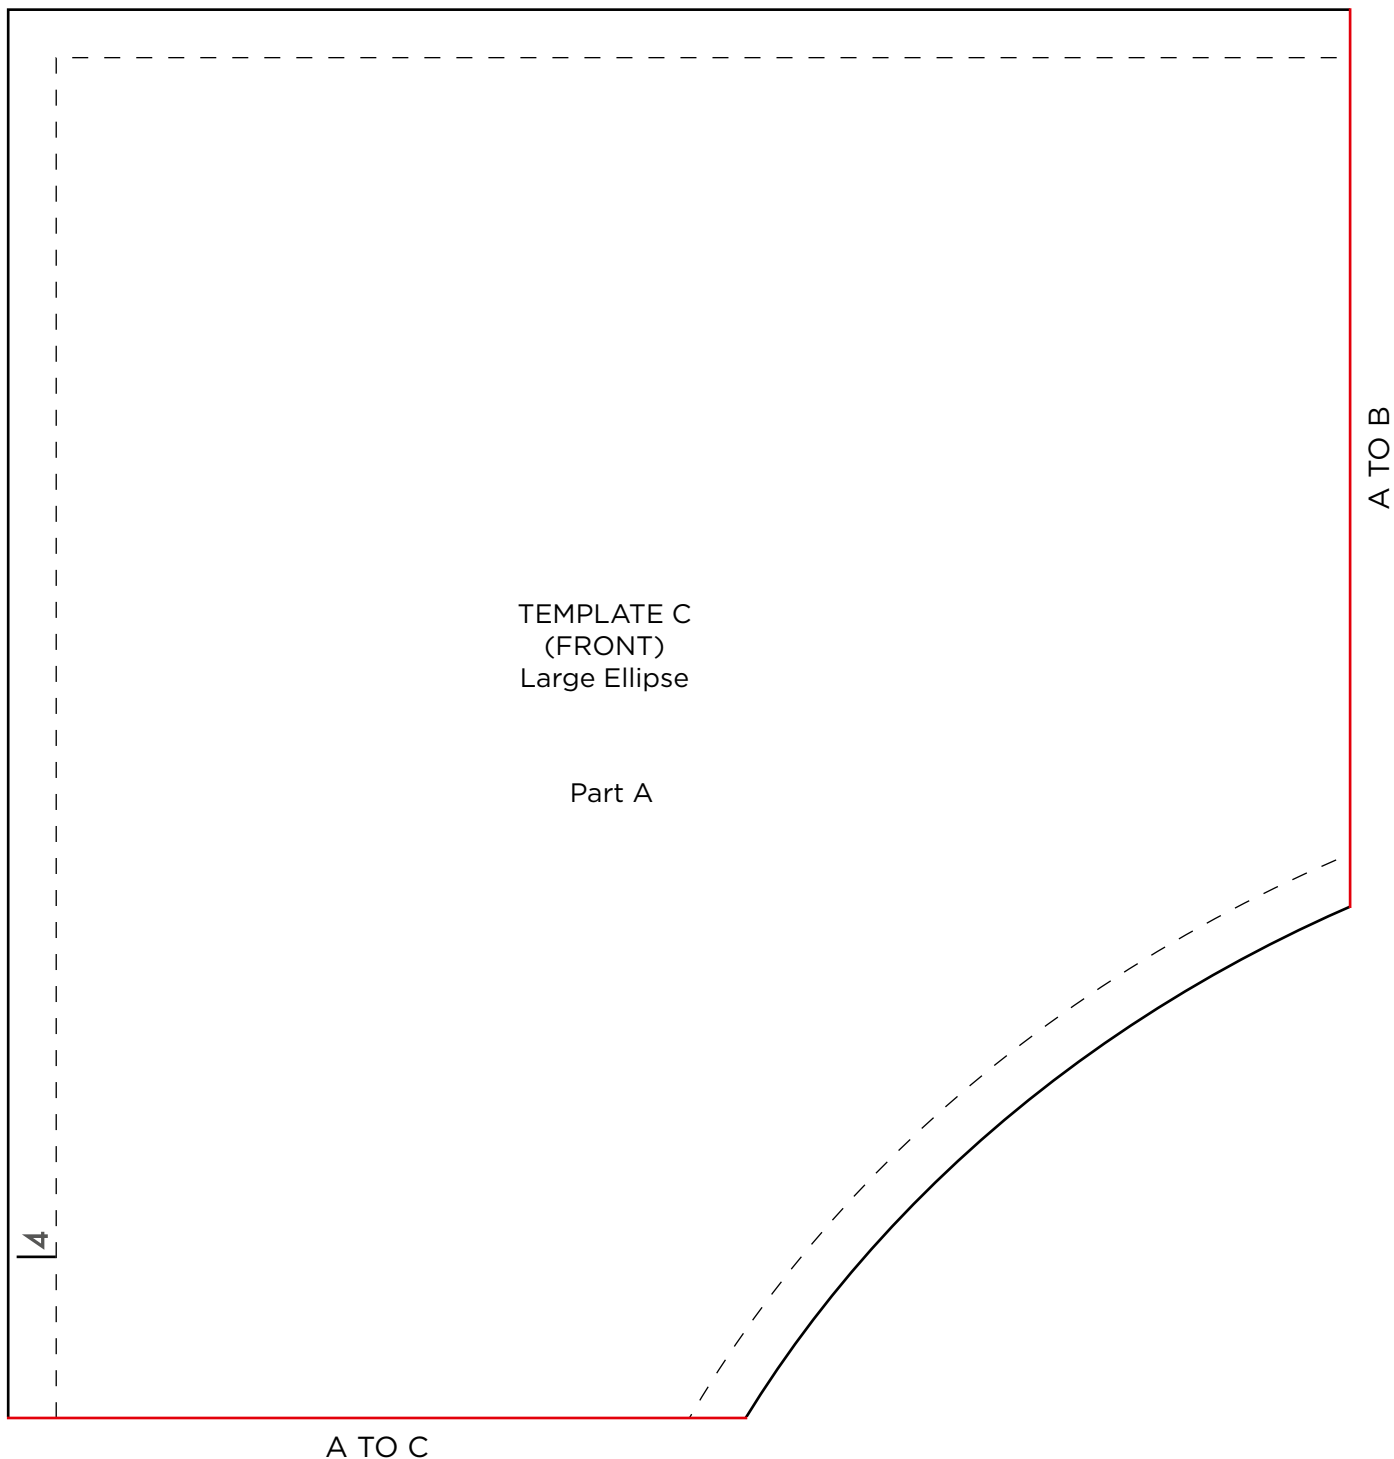 A TO B
TEMPLATE C
(FRONT)
Large Ellipse
Part A
4
A TO C